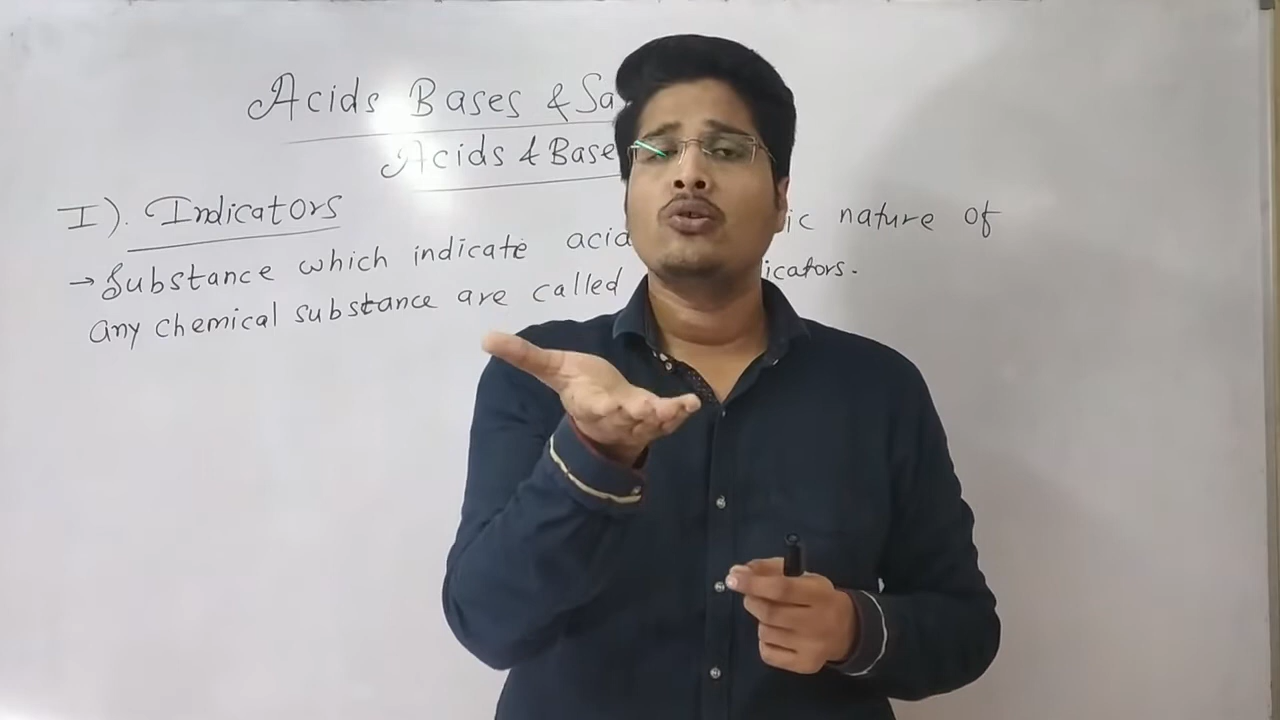 Acids Bases & Sa
Acids & Base
I). Indicators
→ Substance which indicate acid ic nature of
any chemical substance are called icators.